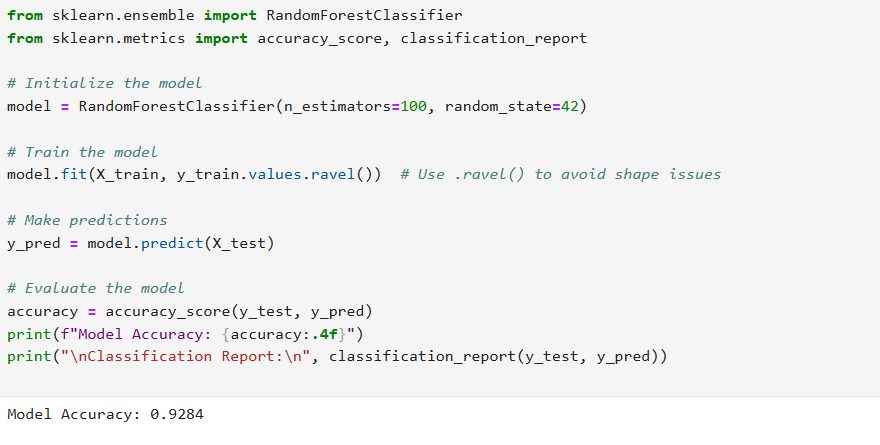 from sklearn.ensemble import RandomForestClassifier
from sklearn.metrics import accuracy_score, classification_report
# Initialize the model
model = RandomForestClassifier(n_estimators=100, random_state=42)
# Train the model
model.fit(X_train, y_train.values.ravel())  # Use .ravel() to avoid shape issues
# Make predictions
y_pred = model.predict(X_test)
# Evaluate the model
accuracy = accuracy_score(y_test, y_pred)
print(f"Model Accuracy: {accuracy:.4f}")
print("\nClassification Report:\n", classification_report(y_test, y_pred))
Model Accuracy: 0.9284